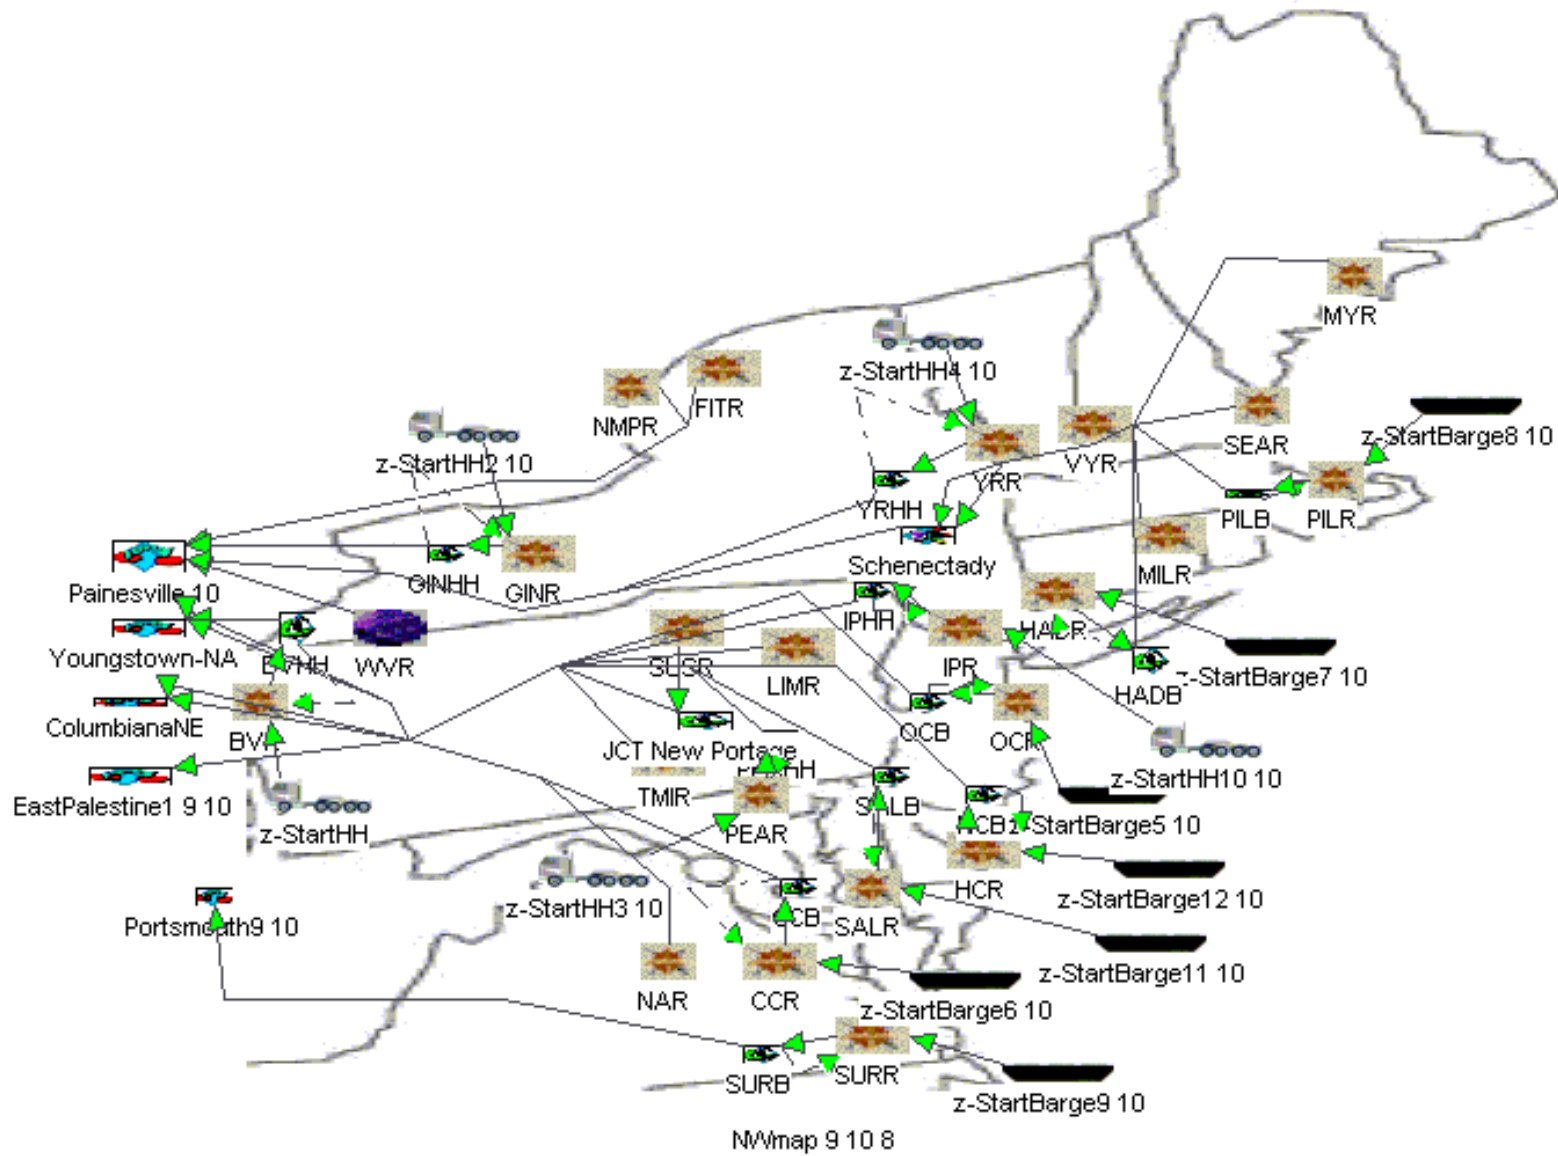 MYR
z-StartHH4 10
FITR
NMPR
SEAR
z-StartBarge8 10
z-StartHH2 10
VYR
YRR
YRHH
PILB
PILR
Schenectady
MILR
GINHH
GINR
Painesville 10
IPHH
HADR
Youngstown-NA
WVR
SUSR
LIMR
IPR
z-StartBarge7 10
HADB
ColumbianaNE
OCB
JCT New Portage
z-StartHH10 10
EastPalestine1 9 10
TMIR
PEAR
SALB
StartBarge5 10
z-StartHH
HCR
z-StartBarge12 10
z-StartHH3 10
Portsmouth9 10
SALR
z-StartBarge11 10
NAR
CCR
z-StartBarge6 10
SURB
SURR
z-StartBarge9 10
NWmap 9 10 8